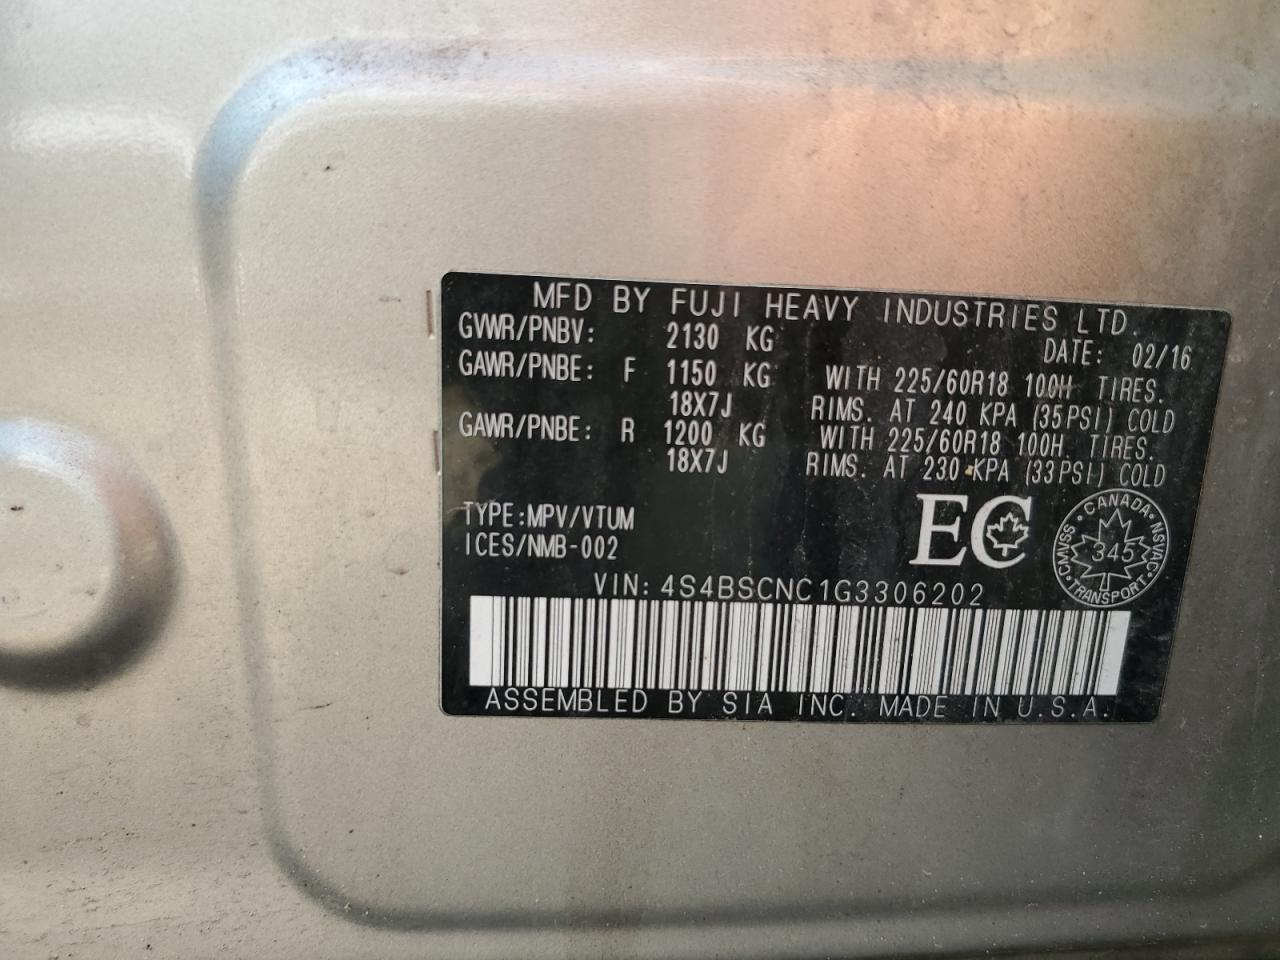 MFD BY FUJI HEAVY INDUSTRIES LTD.
GVWR/PNBV: 2130 KG DATE: 02/16
GAWR/PNBE: F 1150 KG WITH 225/60R18 100H TIRES.
18X7J RIMS. AT 240 KPA (35PSI) COLD
GAWR/PNBE: R 1200 KG WITH 225/60R18 100H. TIRES.
18X7J RIMS. AT 230 KPA (33PSI) COLD
TYPE:MPV/VTUM
ICES/NMB-002
EC
CANADA · NSVAC · TRANSPORT · CMVSS ·
345
VIN: 4S4BSCNC1G3306202
ASSEMBLED BY SIA INC. MADE IN U.S.A.